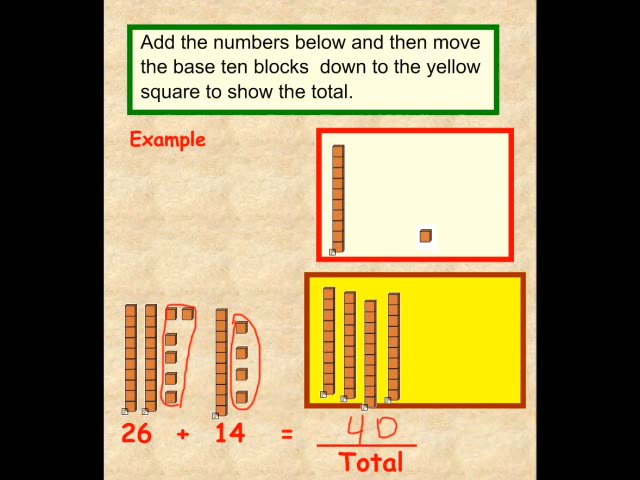 Add the numbers below and then move
the base ten blocks down to the yellow
square to show the total.
Example
26 + 14 = 40
Total